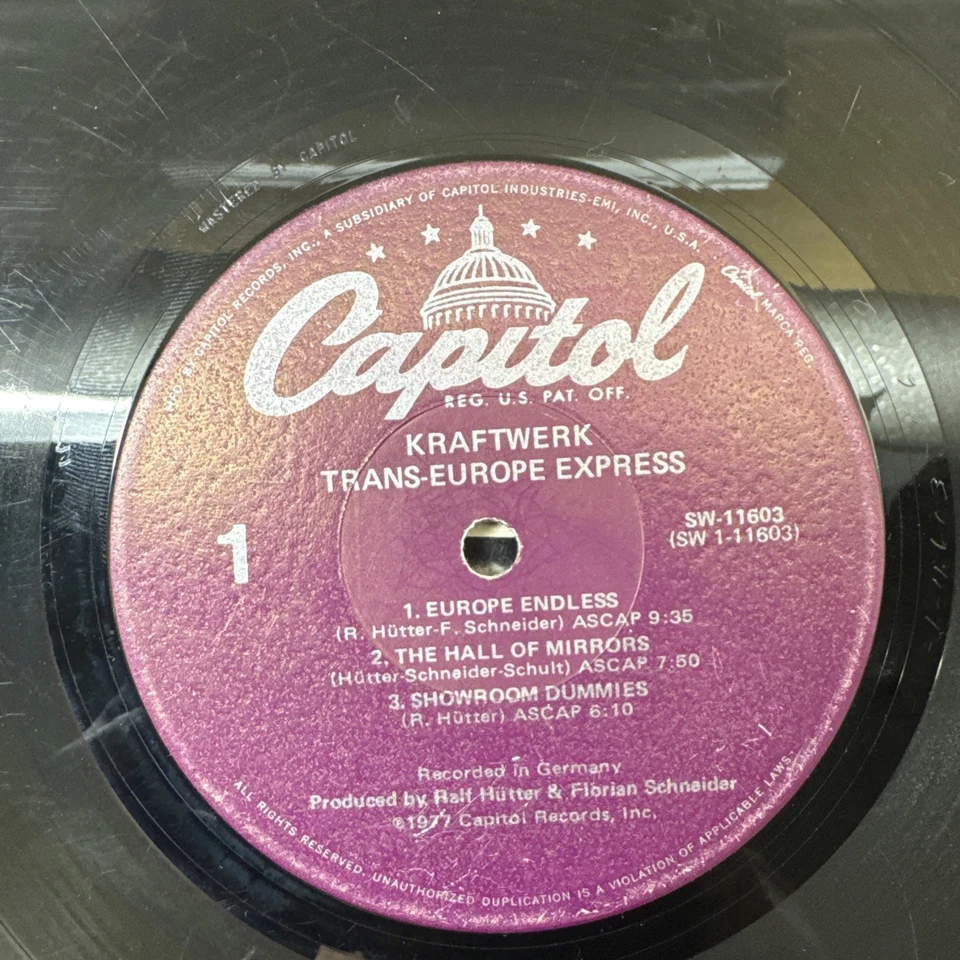 MASTERED BY CAPITOL
MFD. BY CAPITOL RECORDS, INC., A SUBSIDIARY OF CAPITOL INDUSTRIES-EMI, INC., U.S.A.
Capitol, MARCA REG.
Capitol
REG. U.S. PAT. OFF.
KRAFTWERK
TRANS-EUROPE EXPRESS
1
SW-11603
(SW 1-11603)
1. EUROPE ENDLESS
(R. Hütter-F. Schneider) ASCAP 9:35
2. THE HALL OF MIRRORS
(Hütter-Schneider-Schult) ASCAP 7:50
3. SHOWROOM DUMMIES
(R. Hütter) ASCAP 6:10
Recorded in Germany
Produced by Ralf Hütter & Florian Schneider
℗1977 Capitol Records, Inc.
ALL RIGHTS RESERVED. UNAUTHORIZED DUPLICATION IS A VIOLATION OF APPLICABLE LAWS.